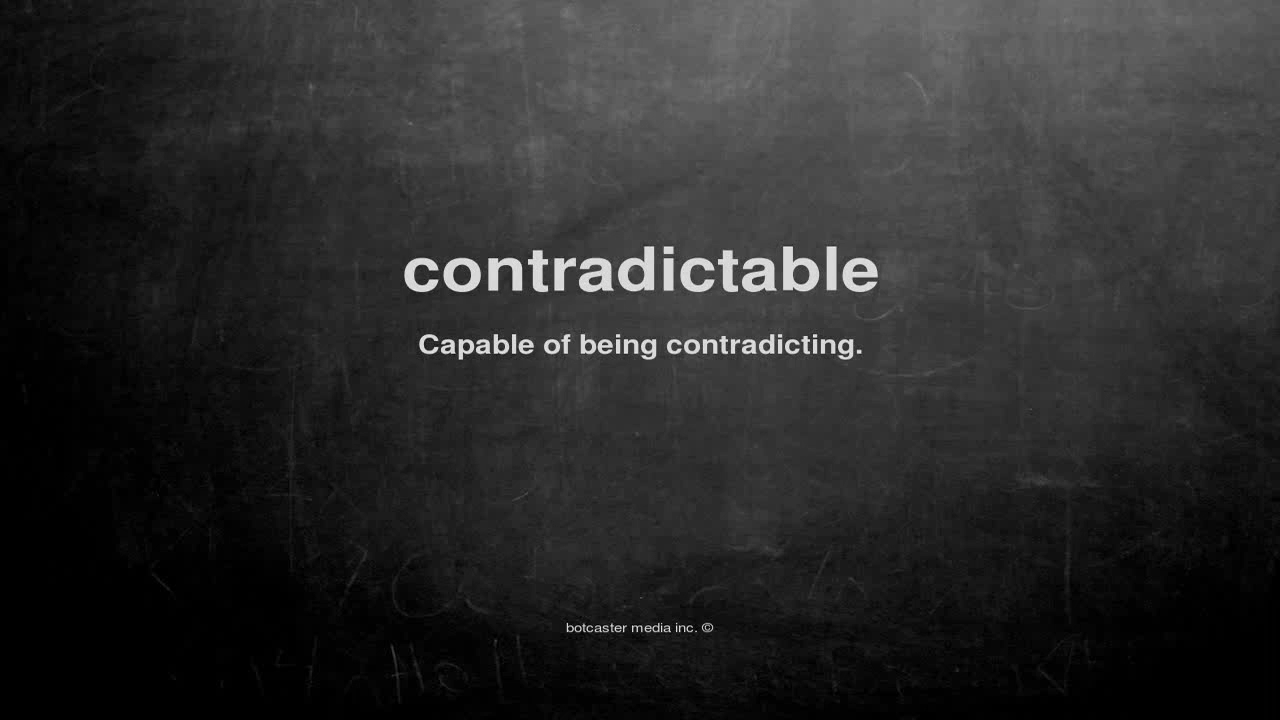 contradictable
Capable of being contradicting.
botcaster media inc. ©